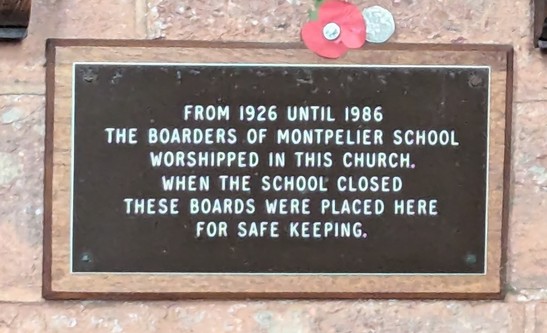 FROM 1926 UNTIL 1986
THE BOARDERS OF MONTPELIER SCHOOL
WORSHIPPED IN THIS CHURCH.
WHEN THE SCHOOL CLOSED
THESE BOARDS WERE PLACED HERE
FOR SAFE KEEPING.